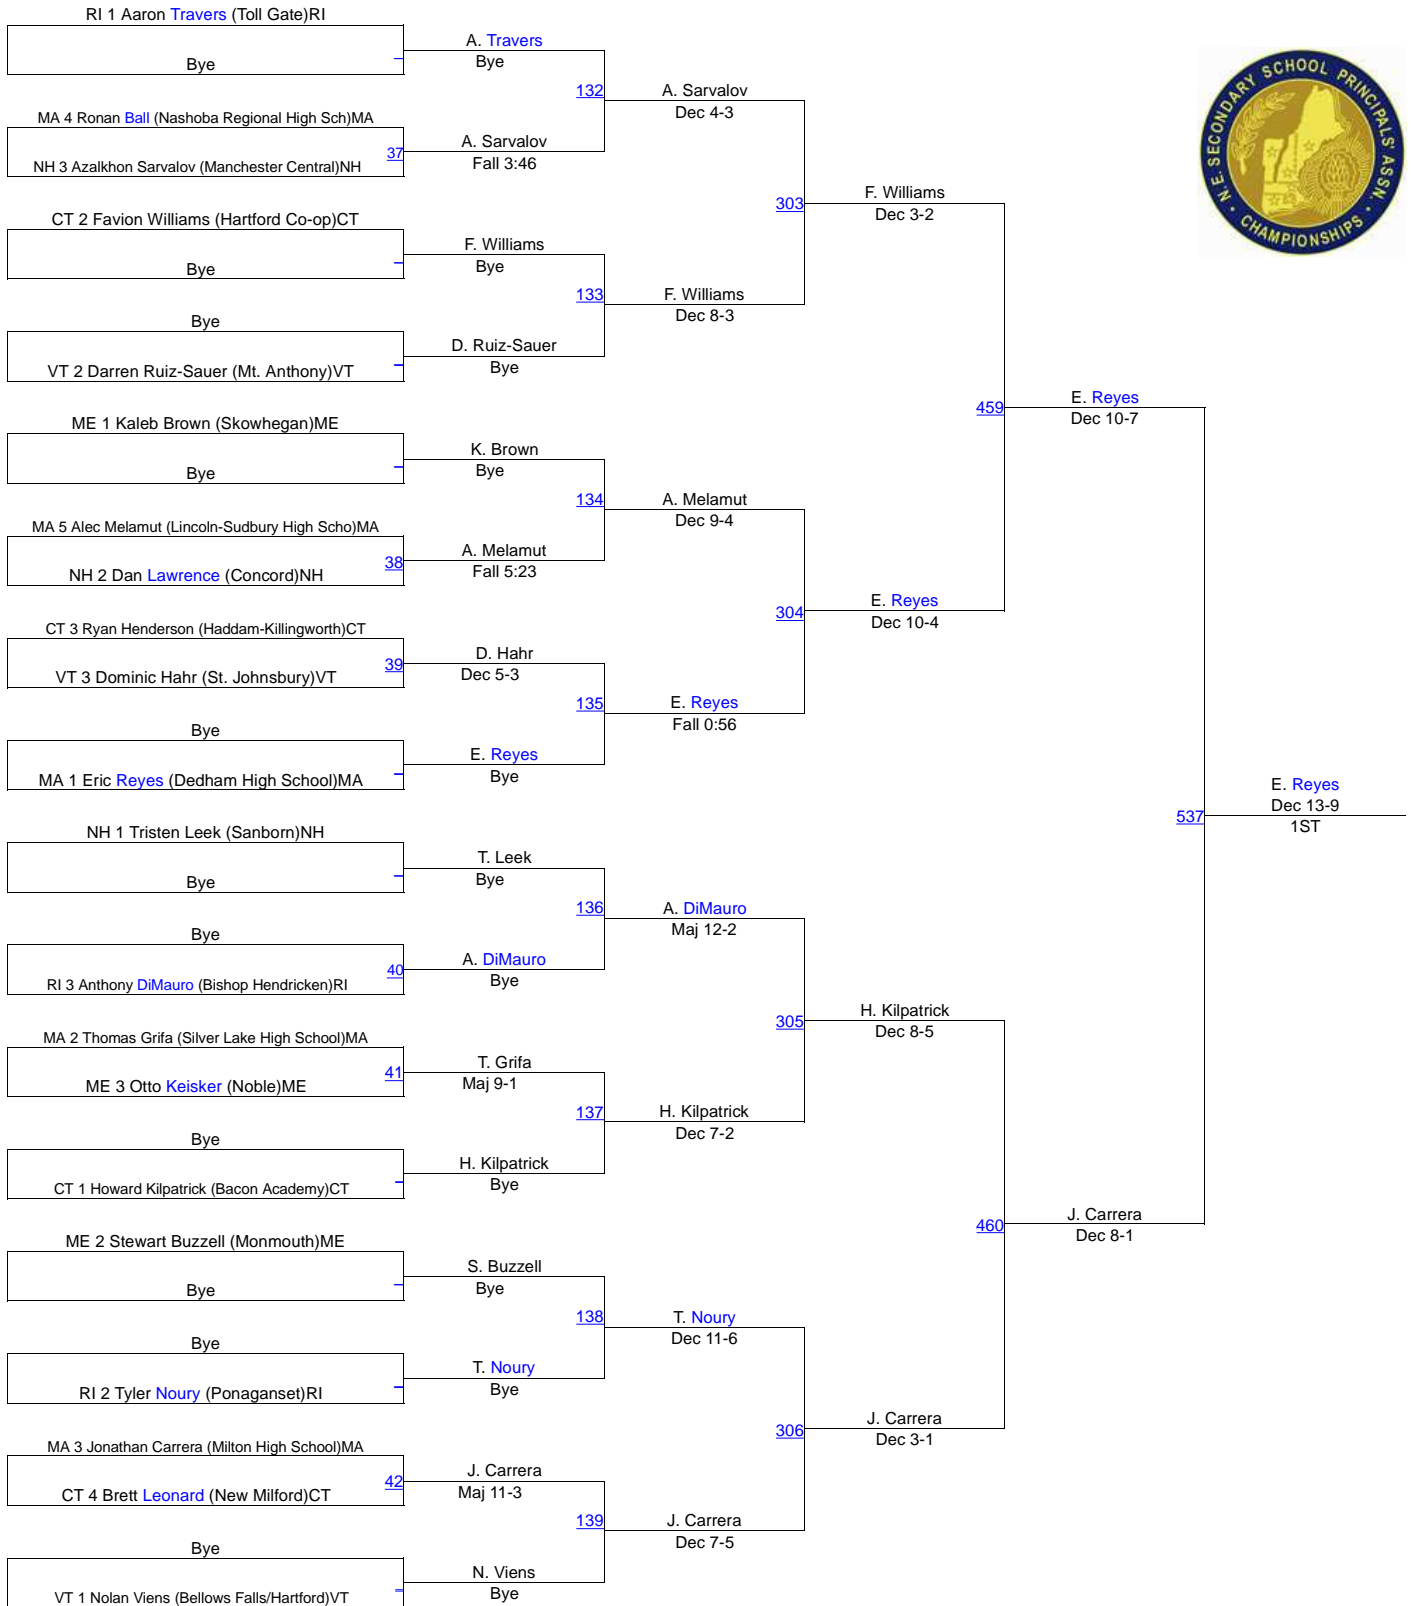 RI 1 Aaron Travers (Toll Gate)RI
Bye
A. Travers
Bye
132
A. Sarvalov
Dec 4-3
MA 4 Ronan Ball (Nashoba Regional High Sch)MA
37
NH 3 Azalkhon Sarvalov (Manchester Central)NH
A. Sarvalov
Fall 3:46
303
F. Williams
Dec 3-2
CT 2 Favion Williams (Hartford Co-op)CT
Bye
F. Williams
Bye
133
F. Williams
Dec 8-3
Bye
VT 2 Darren Ruiz-Sauer (Mt. Anthony)VT
D. Ruiz-Sauer
Bye
459
E. Reyes
Dec 10-7
ME 1 Kaleb Brown (Skowhegan)ME
Bye
K. Brown
Bye
134
A. Melamut
Dec 9-4
MA 5 Alec Melamut (Lincoln-Sudbury High Scho)MA
38
NH 2 Dan Lawrence (Concord)NH
A. Melamut
Fall 5:23
304
E. Reyes
Dec 10-4
CT 3 Ryan Henderson (Haddam-Killingworth)CT
39
VT 3 Dominic Hahr (St. Johnsbury)VT
D. Hahr
Dec 5-3
135
E. Reyes
Fall 0:56
Bye
MA 1 Eric Reyes (Dedham High School)MA
E. Reyes
Bye
537
E. Reyes
Dec 13-9
1ST
NH 1 Tristen Leek (Sanborn)NH
Bye
T. Leek
Bye
136
A. DiMauro
Maj 12-2
Bye
40
RI 3 Anthony DiMauro (Bishop Hendricken)RI
A. DiMauro
Bye
305
H. Kilpatrick
Dec 8-5
MA 2 Thomas Grifa (Silver Lake High School)MA
41
ME 3 Otto Keisker (Noble)ME
T. Grifa
Maj 9-1
137
H. Kilpatrick
Dec 7-2
Bye
CT 1 Howard Kilpatrick (Bacon Academy)CT
H. Kilpatrick
Bye
460
J. Carrera
Dec 8-1
ME 2 Stewart Buzzell (Monmouth)ME
Bye
S. Buzzell
Bye
138
T. Noury
Dec 11-6
Bye
RI 2 Tyler Noury (Ponaganset)RI
T. Noury
Bye
306
J. Carrera
Dec 3-1
MA 3 Jonathan Carrera (Milton High School)MA
42
CT 4 Brett Leonard (New Milford)CT
J. Carrera
Maj 11-3
139
J. Carrera
Dec 7-5
Bye
VT 1 Nolan Viens (Bellows Falls/Hartford)VT
N. Viens
Bye
N.E. SECONDARY SCHOOL PRINCIPALS' ASSN.
CHAMPIONSHIPS